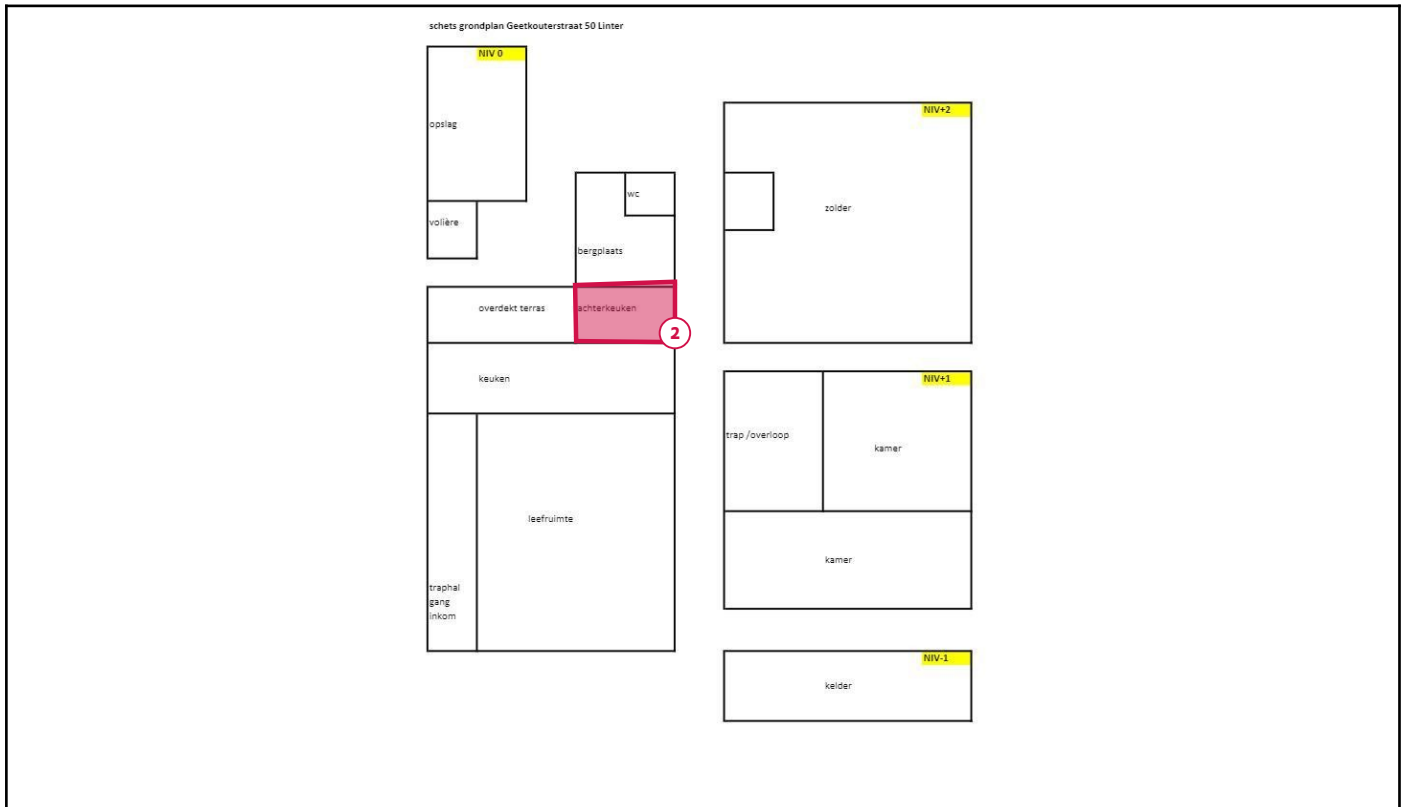 schets grondplan Geetkouterstraat 50 Linter
NIV 0
opslag
volière
wc
bergplaats
overdekt terras
achterkeuken
2
keuken
leefruimte
traphal
gang
inkom
NIV+2
zolder
NIV+1
trap /overloop
kamer
kamer
NIV-1
kelder